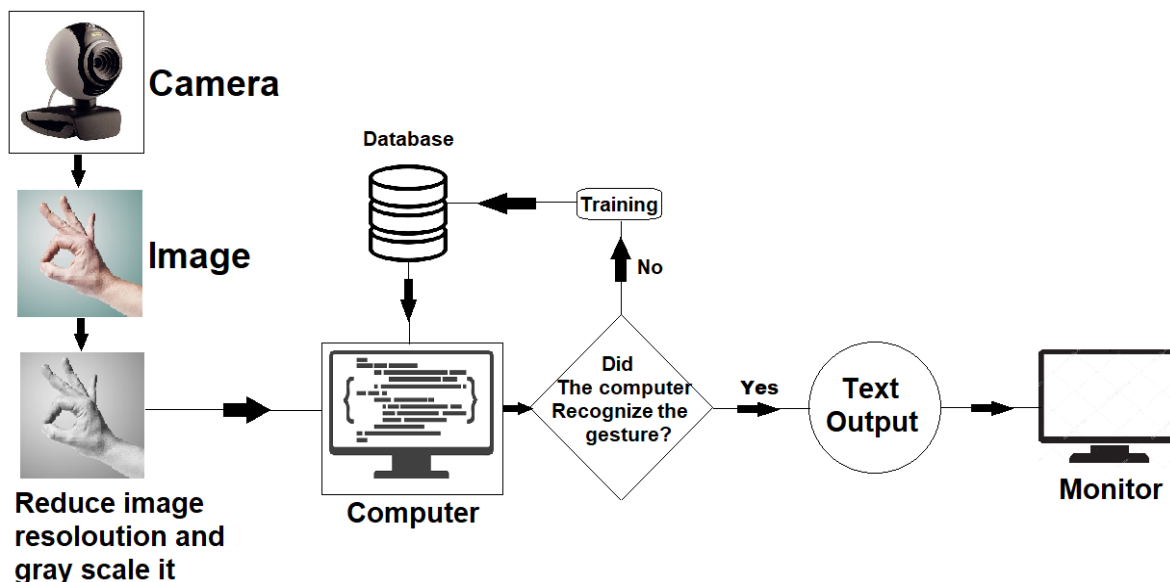 Camera
Image
Reduce image
resoloution and
gray scale it
Database
Training
No
Computer
Did
The computer
Recognize the
gesture?
Yes
Text
Output
Monitor